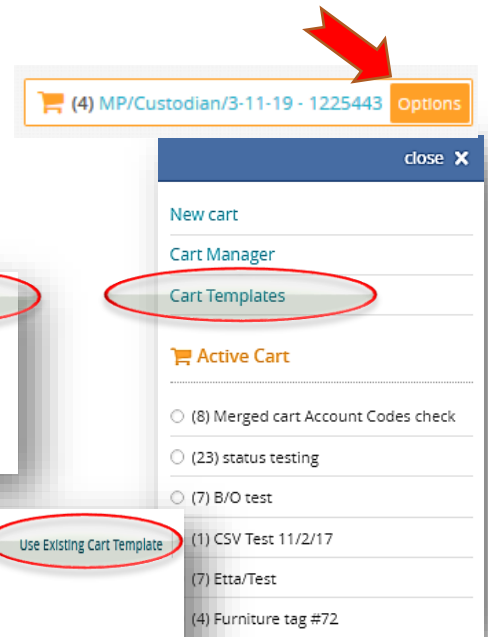 (4) MP/Custodian/3-11-19 - 1225443 Options
close X
New cart
Cart Manager
Cart Templates
Active Cart
(8) Merged cart Account Codes check
(23) status testing
(7) B/O test
Use Existing Cart Template
(1) CSV Test 11/2/17
(7) Etta/Test
(4) Furniture tag #72